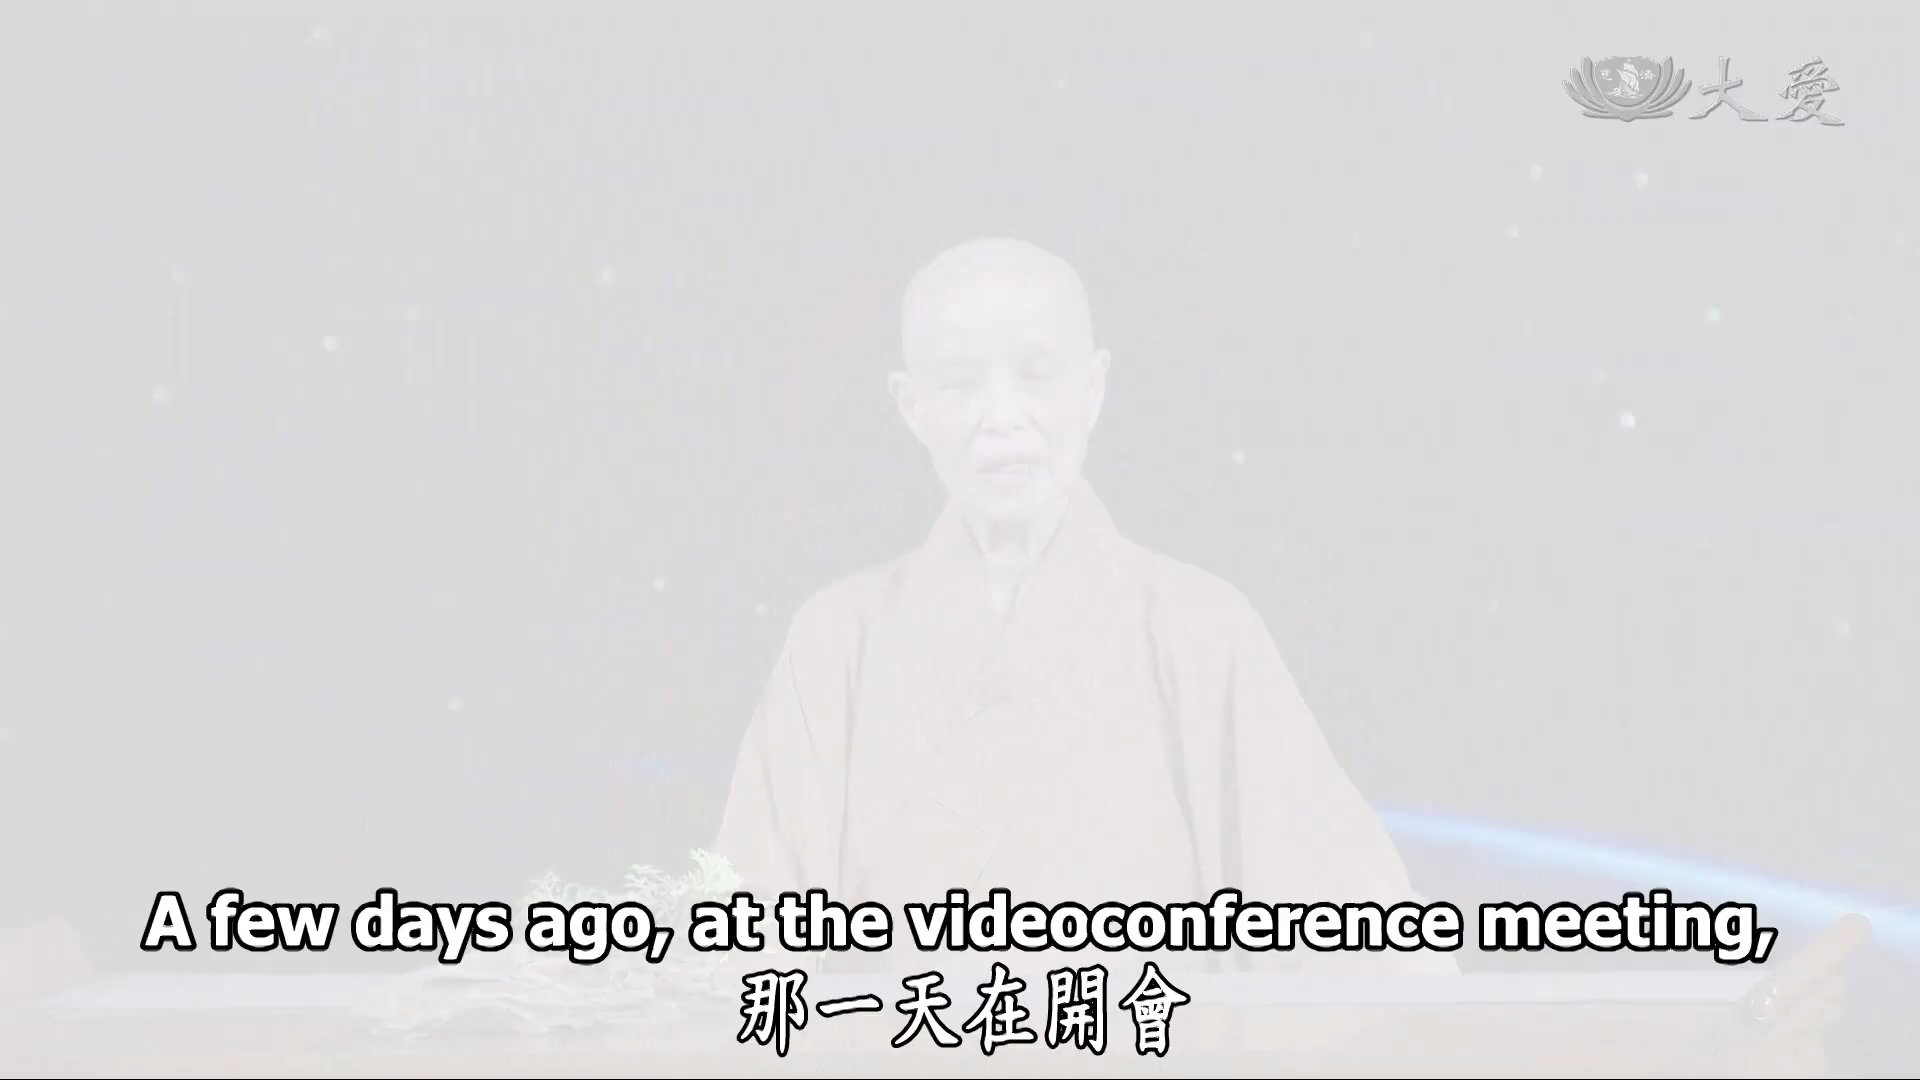 大愛
A few days ago, at the videoconference meeting,
那一天在開會